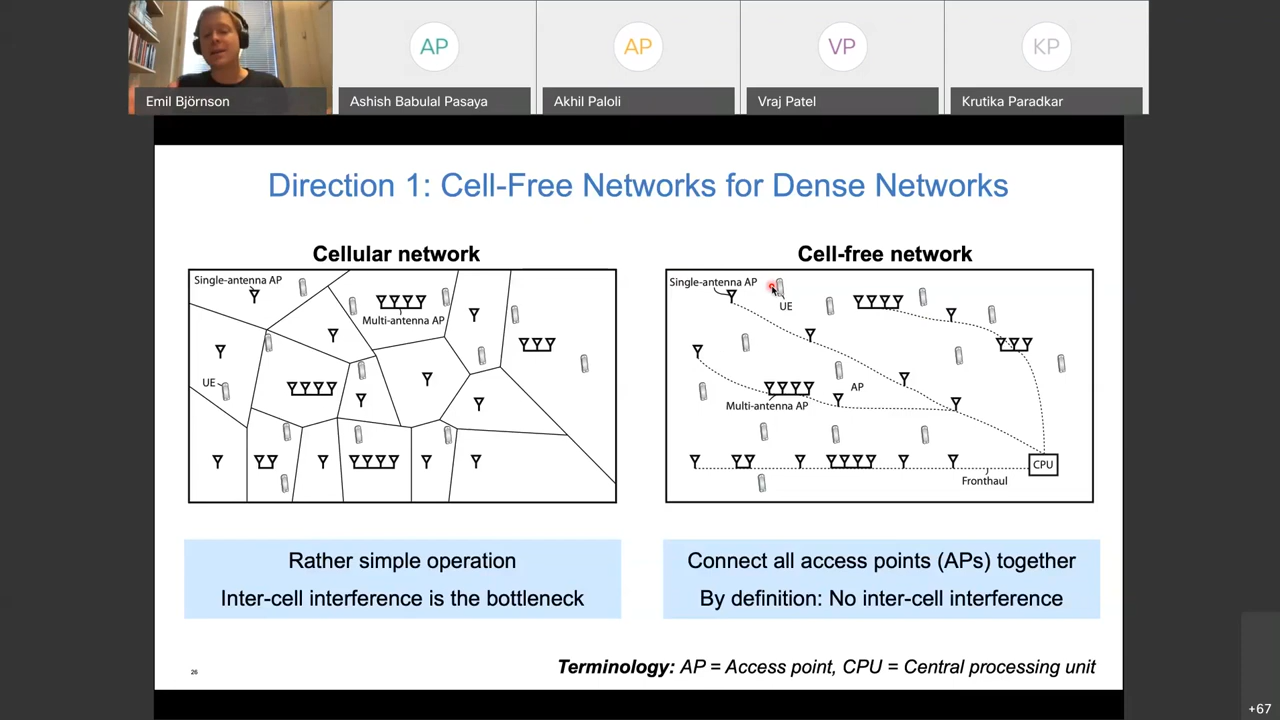 AP
AP
VP
KP
Emil Björnson
Ashish Babulal Pasaya
Akhil Paloli
Vraj Patel
Krutika Paradkar
Direction 1: Cell-Free Networks for Dense Networks
Cellular network
Single-antenna AP
Multi-antenna AP
UE
Cell-free network
Single-antenna AP
UE
AP
Multi-antenna AP
CPU
Fronthaul
Rather simple operation
Inter-cell interference is the bottleneck
Connect all access points (APs) together
By definition: No inter-cell interference
Terminology: AP = Access point, CPU = Central processing unit
26
+67